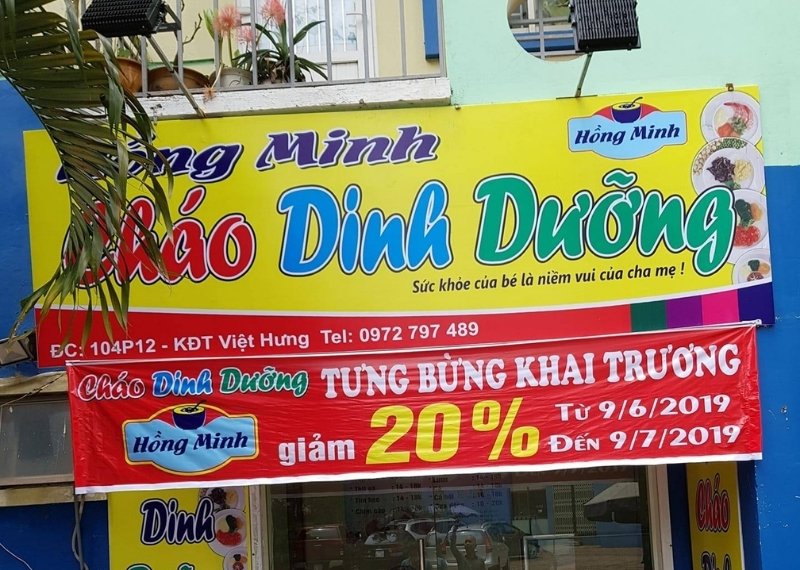 Hồng Minh
Hồng Minh
Cháo Dinh Dưỡng
Sức khỏe của bé là niềm vui của cha mẹ !
ĐC: 104P12 - KĐT Việt Hưng Tel: 0972 797 489
Cháo Dinh Dưỡng TƯNG BỪNG KHAI TRƯƠNG
Hồng Minh
giảm 20% Từ 9/6/2019
Đến 9/7/2019
Dinh
Cháo